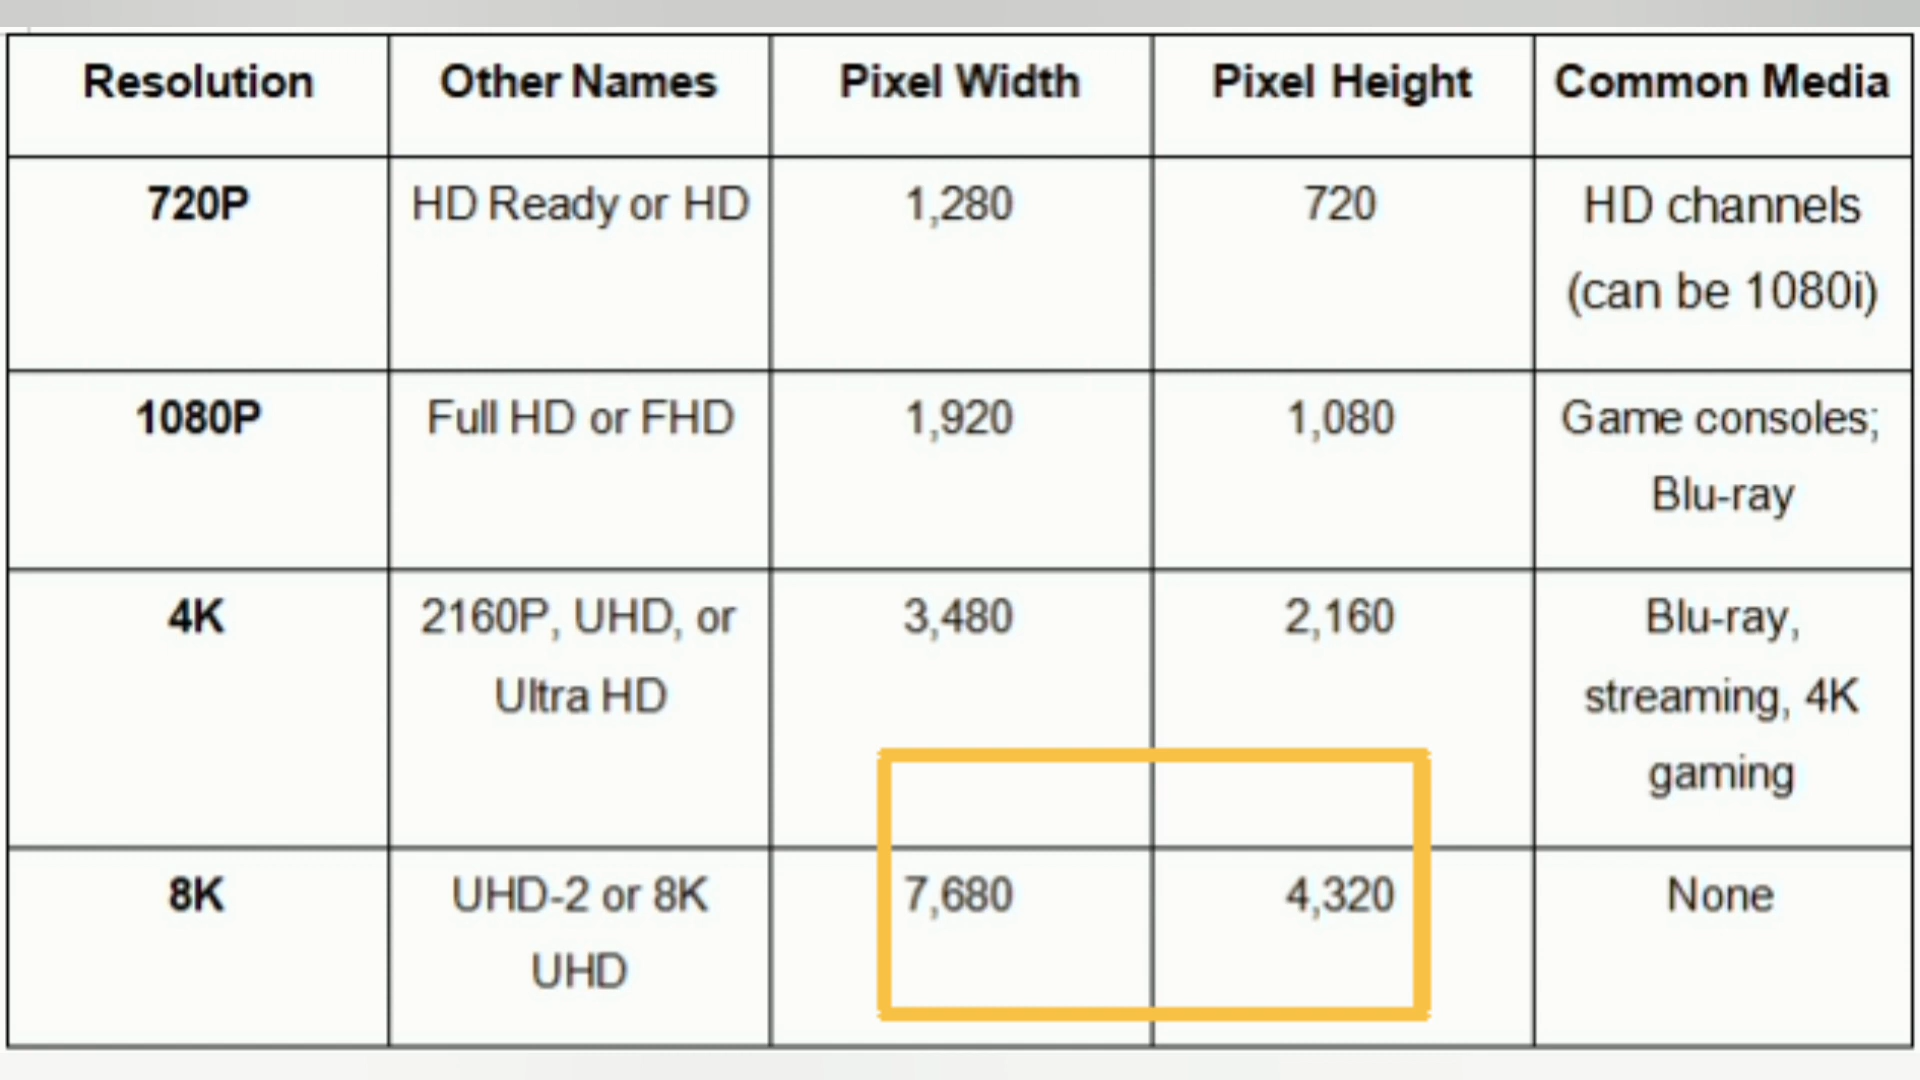 Resolution Other Names Pixel Width Pixel Height Common Media
720P HD Ready or HD 1,280 720 HD channels
(can be 1080i)
1080P Full HD or FHD 1,920 1,080 Game consoles;
Blu-ray
4K 2160P, UHD, or 3,480 2,160 Blu-ray,
Ultra HD streaming, 4K
gaming
8K UHD-2 or 8K 7,680 4,320 None
UHD